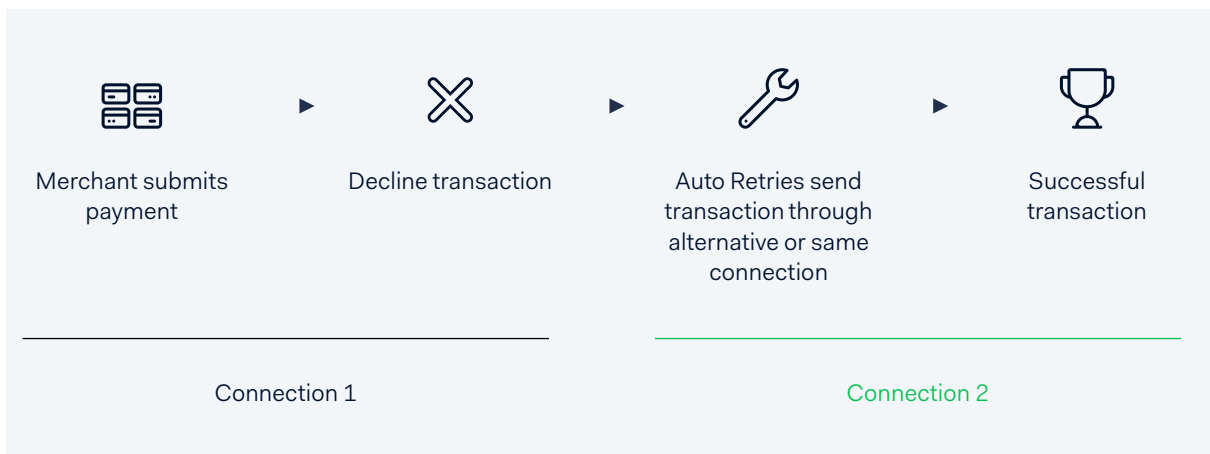 Merchant submits
payment
Decline transaction
Auto Retries send
transaction through
alternative or same
connection
Successful
transaction
Connection 1
Connection 2